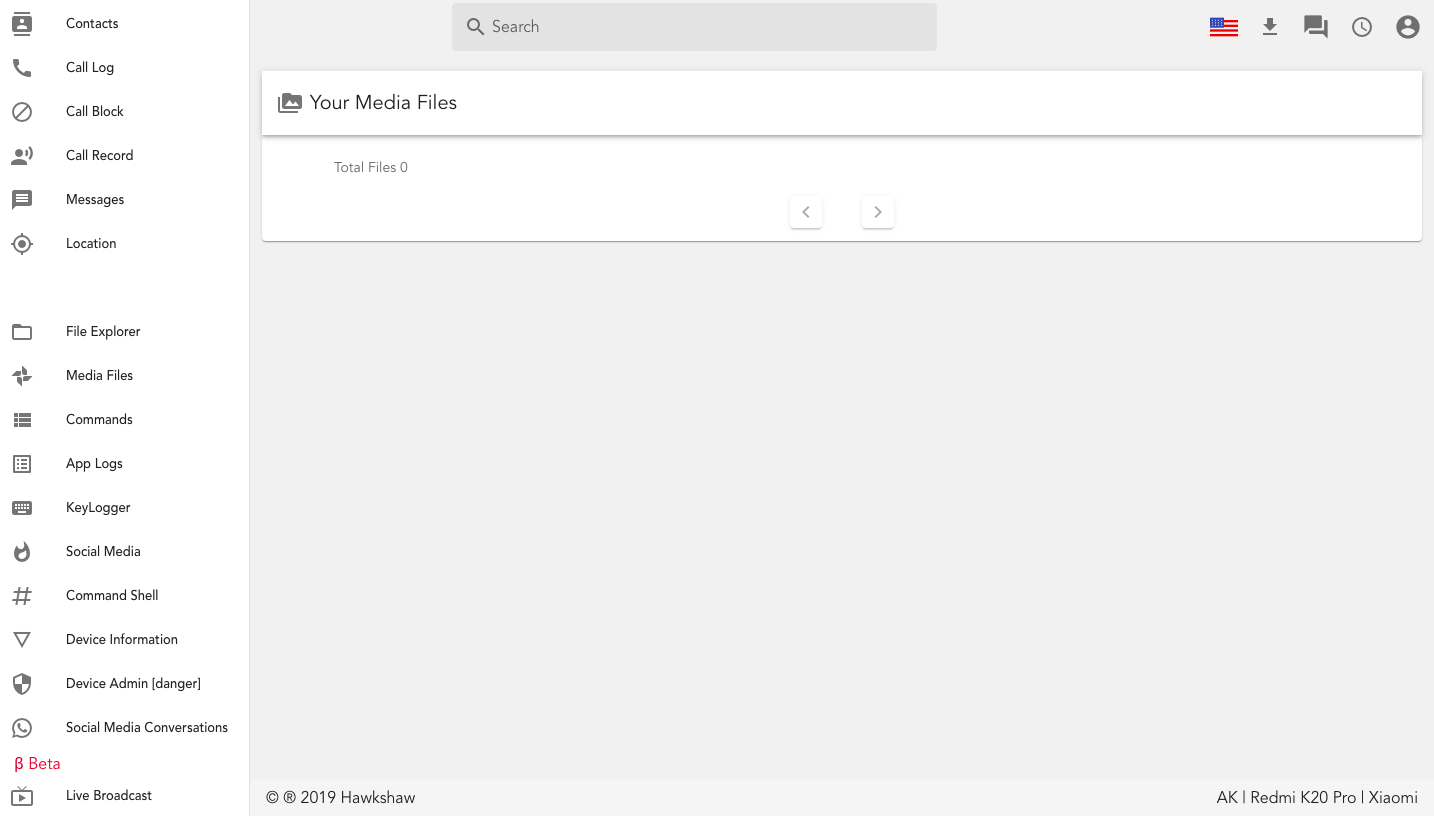 Contacts
Call Log
Call Block
Call Record
Messages
Location
File Explorer
Media Files
Commands
App Logs
KeyLogger
Social Media
Command Shell
Device Information
Device Admin [danger]
Social Media Conversations
β Beta
Live Broadcast
Search
Your Media Files
Total Files 0
© ® 2019 Hawkshaw
AK | Redmi K20 Pro | Xiaomi